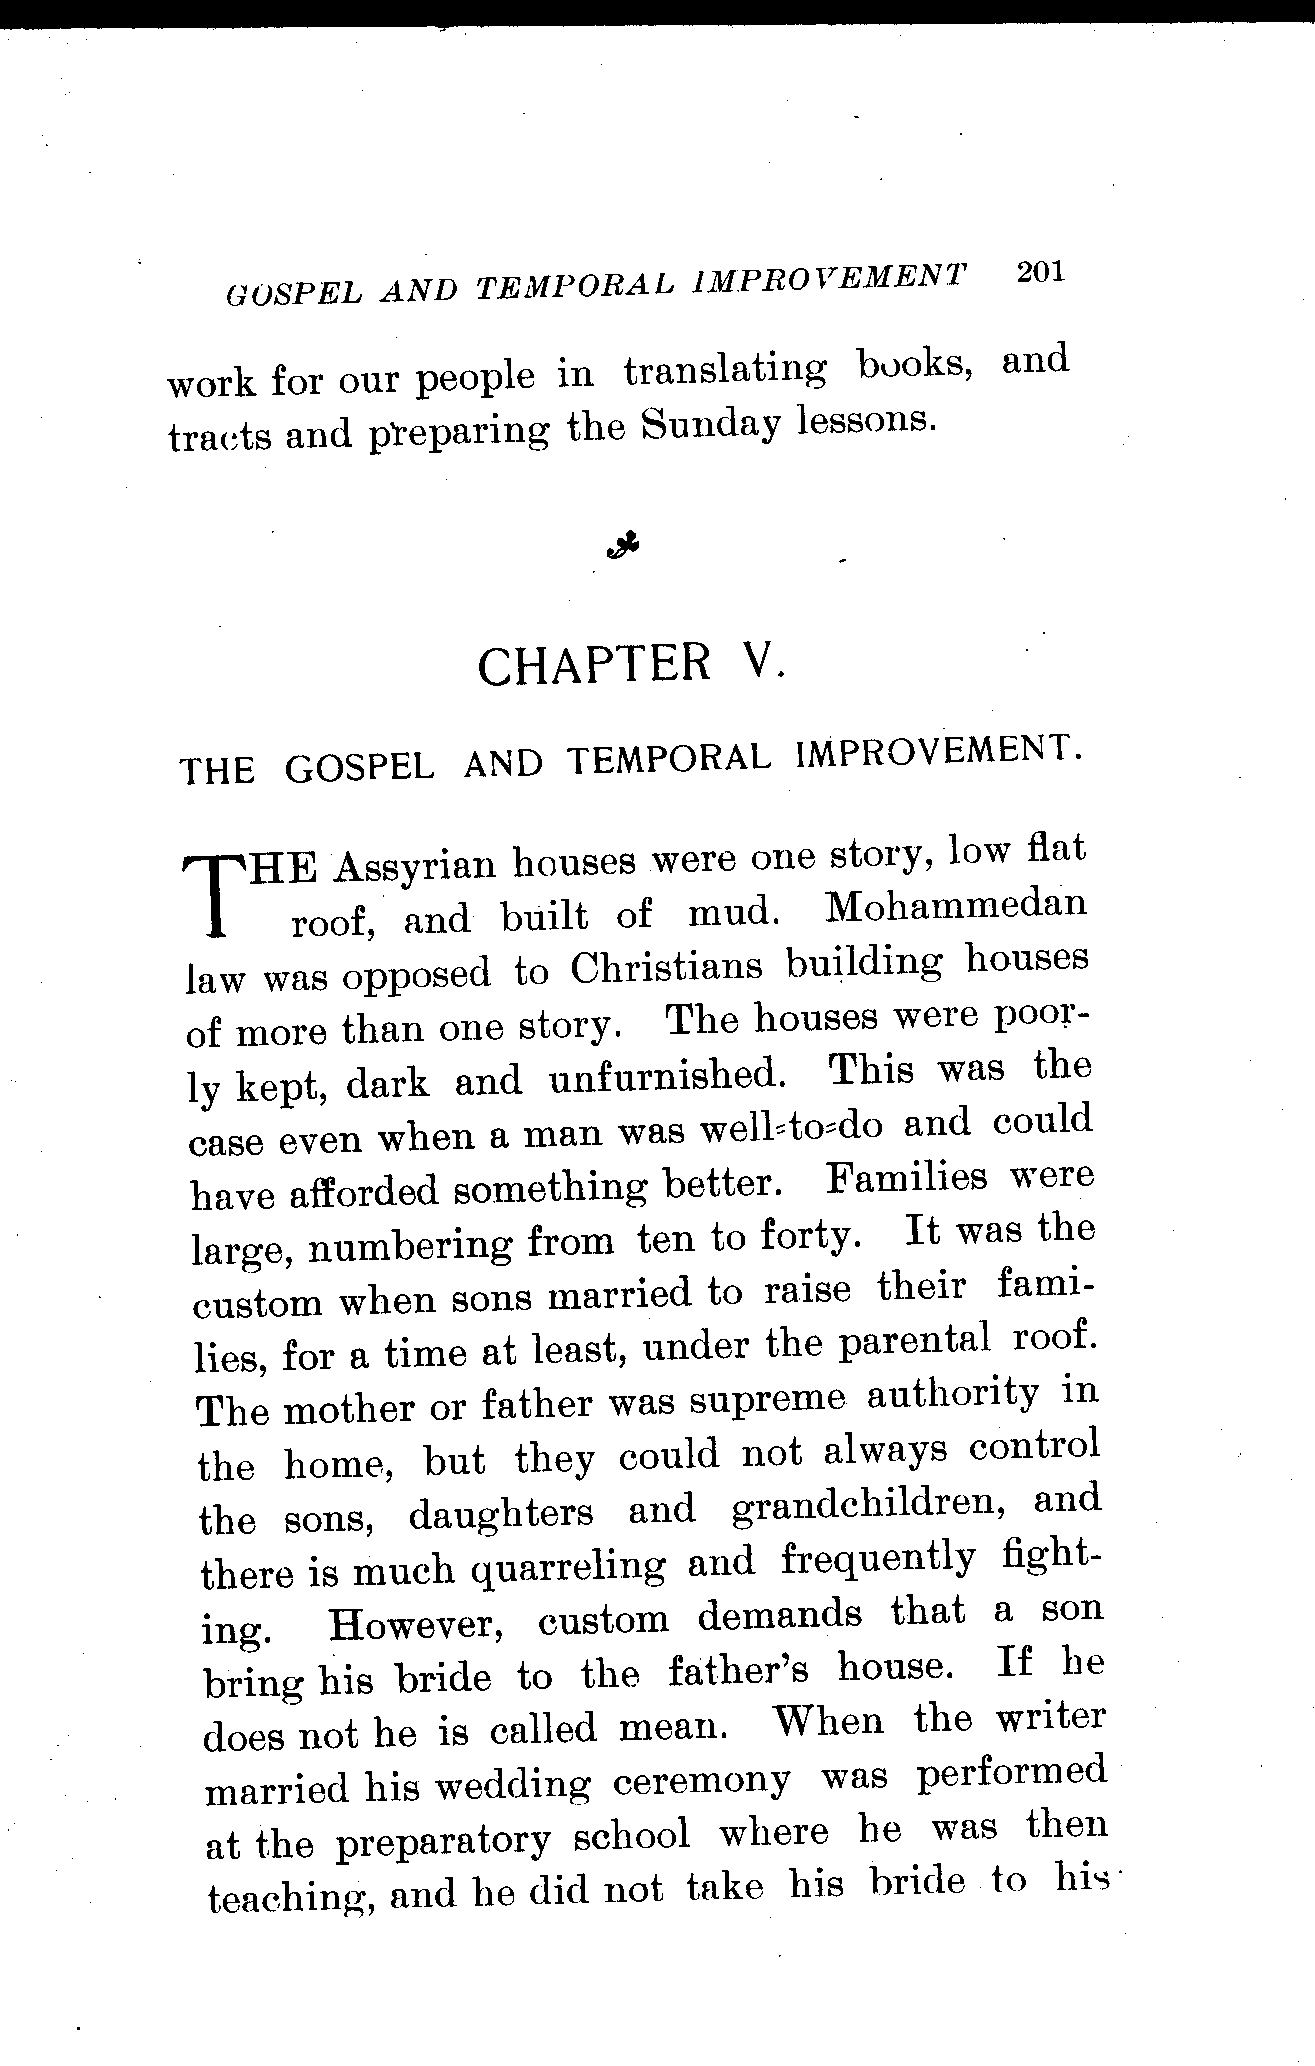 GOSPEL AND TEMPORAL IMPROVEMENT 201
work for our people in translating books, and
tracts and preparing the Sunday lessons.
CHAPTER V.
THE GOSPEL AND TEMPORAL IMPROVEMENT.
THE Assyrian houses were one story, low flat
roof, and built of mud. Mohammedan
law was opposed to Christians building houses
of more than one story. The houses were poor-
ly kept, dark and unfurnished. This was the
case even when a man was well-to-do and could
have afforded something better. Families were
large, numbering from ten to forty. It was the
custom when sons married to raise their fami-
lies, for a time at least, under the parental roof.
The mother or father was supreme authority in
the home, but they could not always control
the sons, daughters and grandchildren, and
there is much quarreling and frequently fight-
ing. However, custom demands that a son
bring his bride to the father's house. If he
does not he is called mean. When the writer
married his wedding ceremony was performed
at the preparatory school where he was then
teaching, and he did not take his bride to his